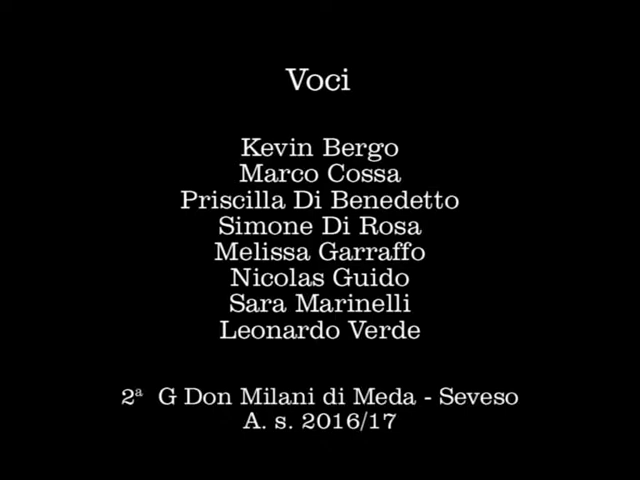 Voci
Kevin Bergo
Marco Cossa
Priscilla Di Benedetto
Simone Di Rosa
Melissa Garraffo
Nicolas Guido
Sara Marinelli
Leonardo Verde
2ª G Don Milani di Meda - Seveso
A. s. 2016/17